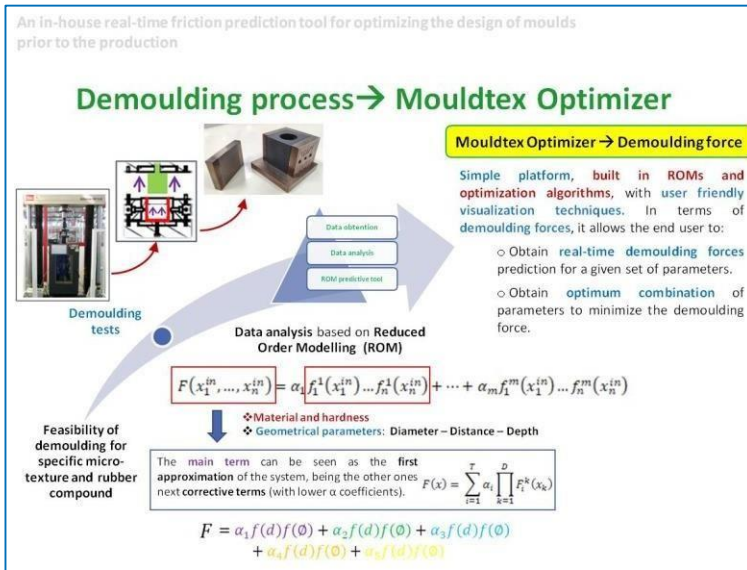 An in-house real-time friction prediction tool for optimizing the design of moulds
prior to the production
Demoulding process→ Mouldtex Optimizer
Mouldtex Optimizer → Demoulding force
Simple platform, built in ROMs and
optimization algorithms, with user friendly
visualization techniques. In terms of
demoulding forces, it allows the end user to:
○ Obtain real-time demoulding forces
prediction for a given set of parameters.
○ Obtain optimum combination of
parameters to minimize the demoulding
force.
Data obtention
Data analysis
ROM predictive tool
Demoulding
tests
Data analysis based on Reduced
Order Modelling (ROM)
F(x₁ⁱⁿ, ..., xₙⁱⁿ) = α₁f₁¹(x₁ⁱⁿ) ... fₙ¹(xₙⁱⁿ) + ⋯ + αₘf₁ᵐ(x₁ⁱⁿ) ... fₙᵐ(xₙⁱⁿ)
❖Material and hardness
❖Geometrical parameters: Diameter – Distance – Depth
Feasibility of
demoulding for
specific micro-
texture and rubber
compound
The main term can be seen as the first
approximation of the system, being the other ones
next corrective terms (with lower α coefficients).
F(x) = ∑ᵢ₌₁ᵀ αᵢ ∏ₖ₌₁ᴰ Fᵢᵏ(xₖ)
F = α₁f(d)f(∅) + α₂f(d)f(∅) + α₃f(d)f(∅)
+ α₄f(d)f(∅) + α₅f(d)f(∅)